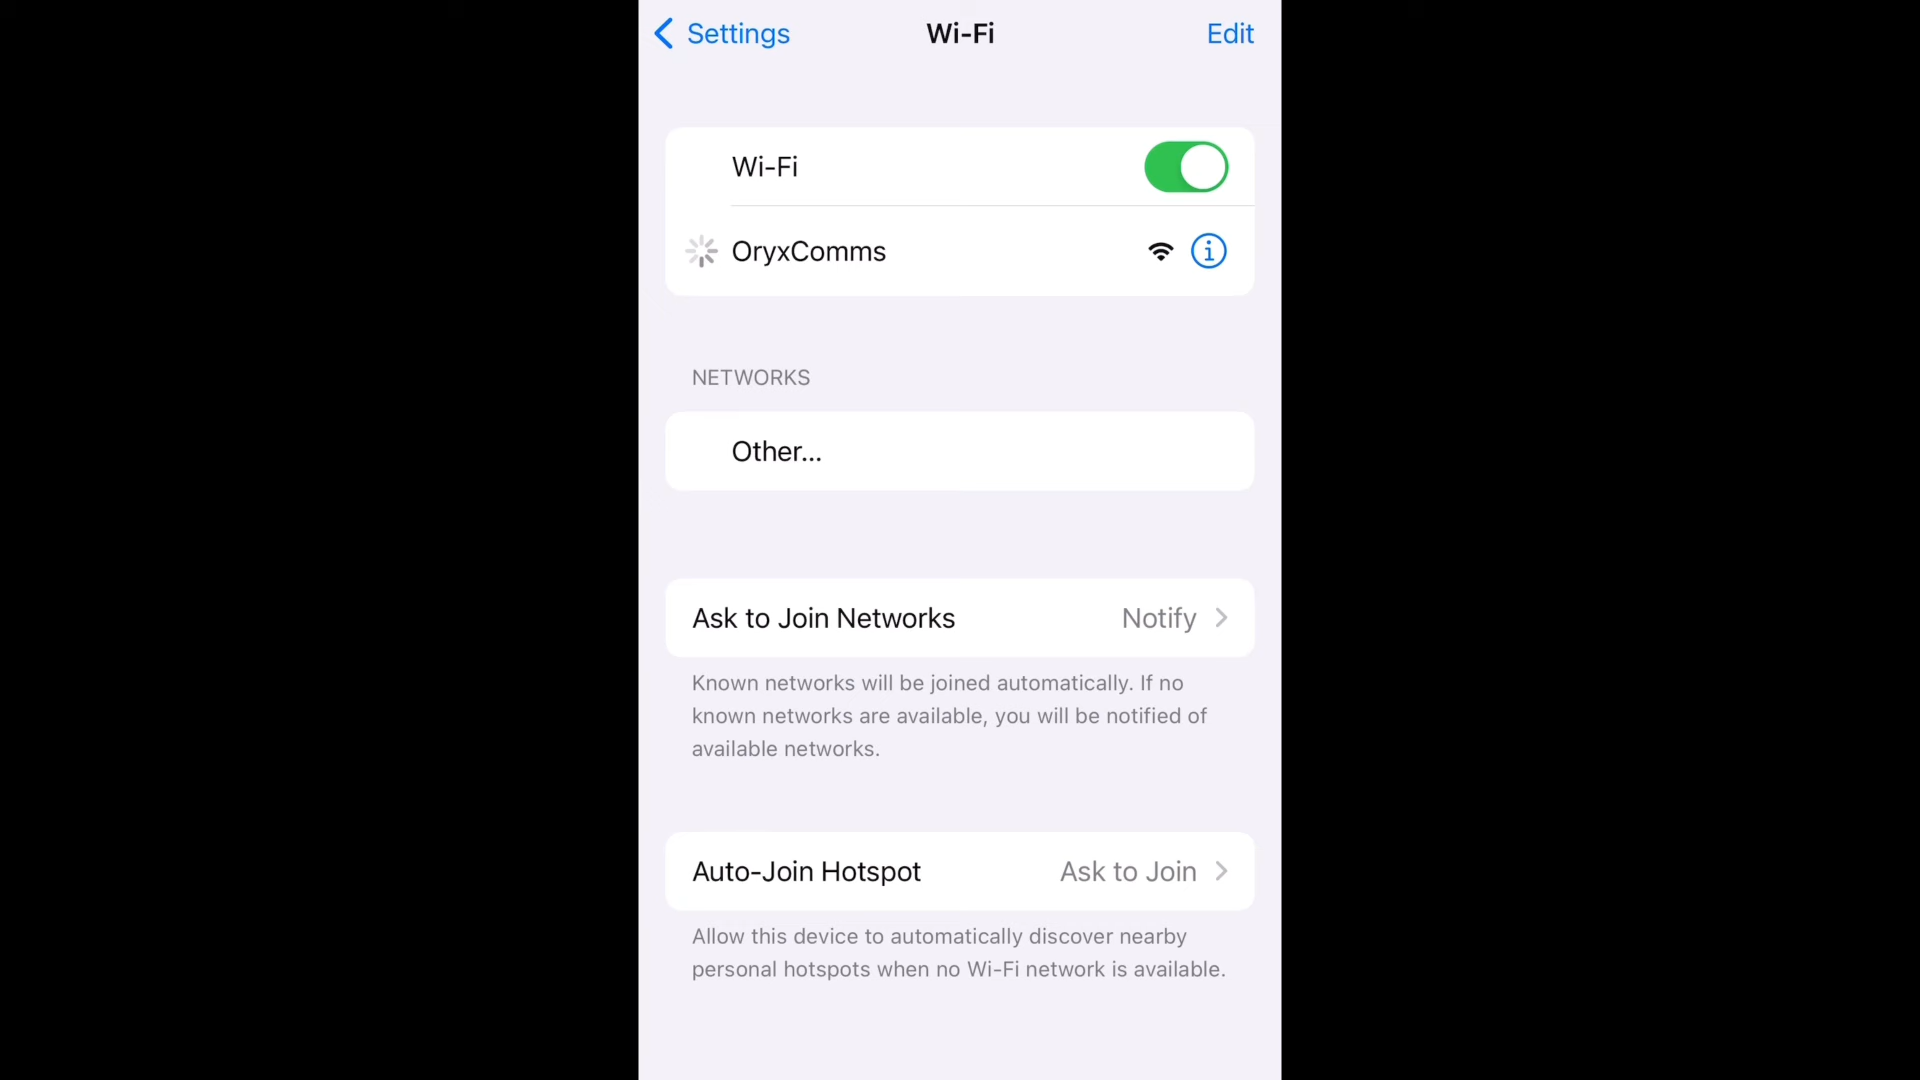 Settings
Wi-Fi
Edit
Wi-Fi
OryxComms
NETWORKS
Other...
Ask to Join Networks Notify
Known networks will be joined automatically. If no
known networks are available, you will be notified of
available networks.
Auto-Join Hotspot Ask to Join
Allow this device to automatically discover nearby
personal hotspots when no Wi-Fi network is available.